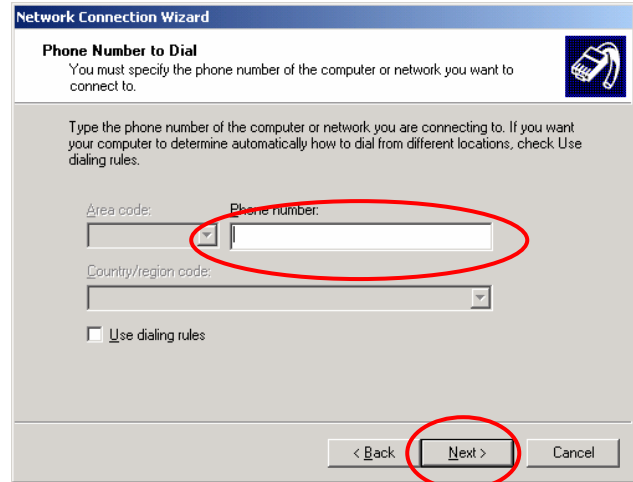 Network Connection Wizard
Phone Number to Dial
You must specify the phone number of the computer or network you want to
connect to.
Type the phone number of the computer or network you are connecting to. If you want
your computer to determine automatically how to dial from different locations, check Use
dialing rules.
Area code: Phone number:
Country/region code:
Use dialing rules
< Back Next > Cancel